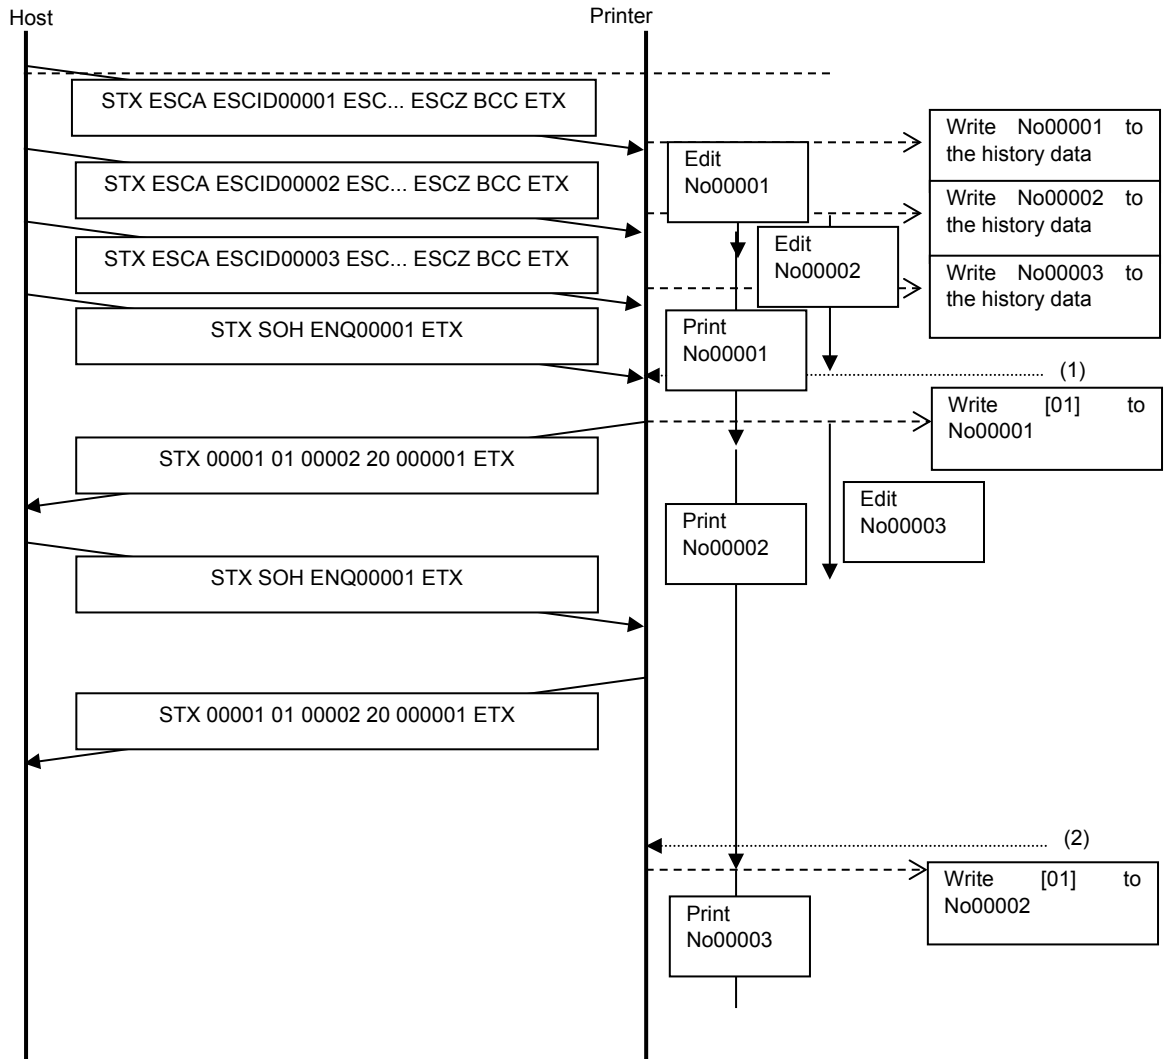 Host
Printer
STX ESCA ESCID00001 ESC... ESCZ BCC ETX
Write No00001 to
the history data
Edit
No00001
STX ESCA ESCID00002 ESC... ESCZ BCC ETX
Write No00002 to
the history data
Edit
No00002
STX ESCA ESCID00003 ESC... ESCZ BCC ETX
Write No00003 to
the history data
STX SOH ENQ00001 ETX
Print
No00001
(1)
Write [01] to
No00001
STX 00001 01 00002 20 000001 ETX
Edit
No00003
Print
No00002
STX SOH ENQ00001 ETX
STX 00001 01 00002 20 000001 ETX
(2)
Write [01] to
No00002
Print
No00003